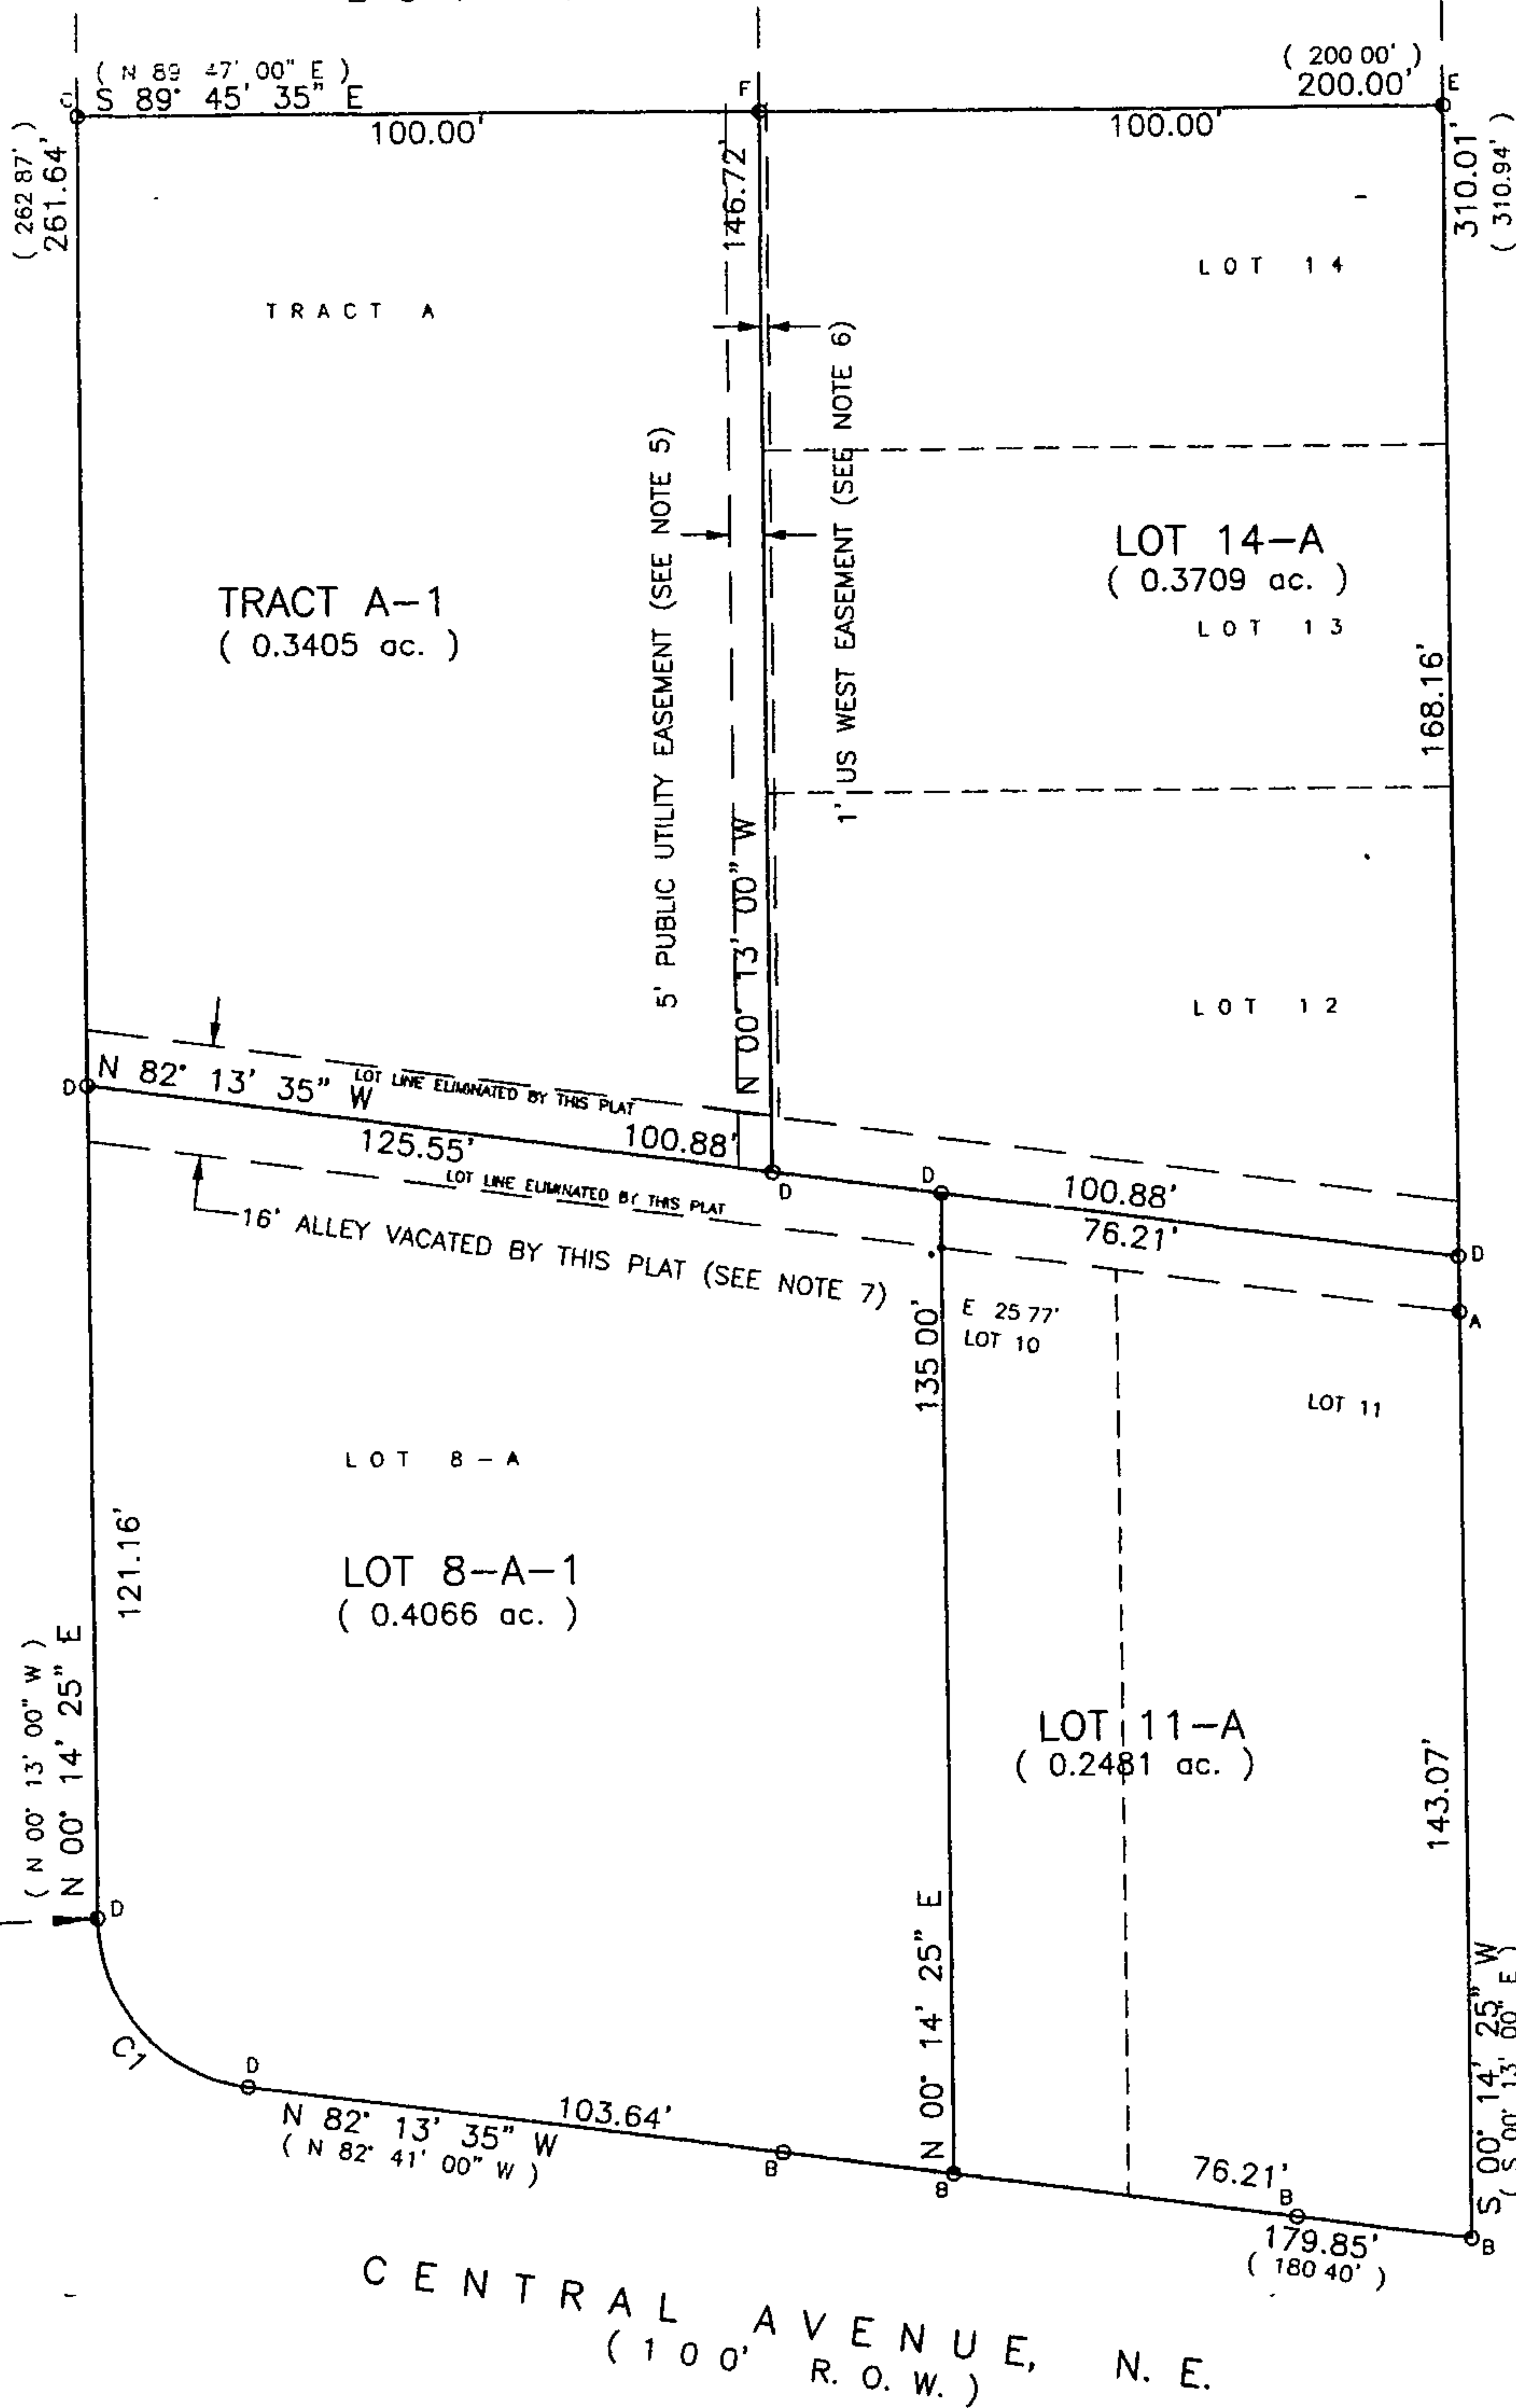 ( N 89 47' 00" E )
S 89° 45' 35" E
100.00'
F
100.00'
( 200 00' )
200.00'
E
( 262 87' )
261.64'
146.72'
310.01'
( 310.94' )
TRACT A
LOT 14
5' PUBLIC UTILITY EASEMENT (SEE NOTE 5)
1' US WEST EASEMENT (SEE NOTE 6)
TRACT A-1
( 0.3405 ac. )
LOT 14-A
( 0.3709 ac. )
LOT 13
168.16'
N 00° 13' 00" W
LOT 12
D
N 82° 13' 35" W
LOT LINE ELIMINATED BY THIS PLAT
125.55'
100.88'
D
D
100.88'
76.21'
D
LOT LINE ELIMINATED BY THIS PLAT
16' ALLEY VACATED BY THIS PLAT (SEE NOTE 7)
A
135 00'
E 25 77'
LOT 10
LOT 11
LOT 8-A
121.16'
LOT 8-A-1
( 0.4066 ac. )
( N 00° 13' 00" W )
N 00° 14' 25" E
LOT 11-A
( 0.2481 ac. )
143.07'
D
N 00° 14' 25" E
S 00° 14' 25" W
( S 00° 13' 00" E )
C1
D
N 82° 13' 35" W
( N 82° 41' 00" W )
103.64'
B
B
76.21'
B
179.85'
( 180 40' )
B
CENTRAL AVENUE, N. E.
( 100' R. O. W. )